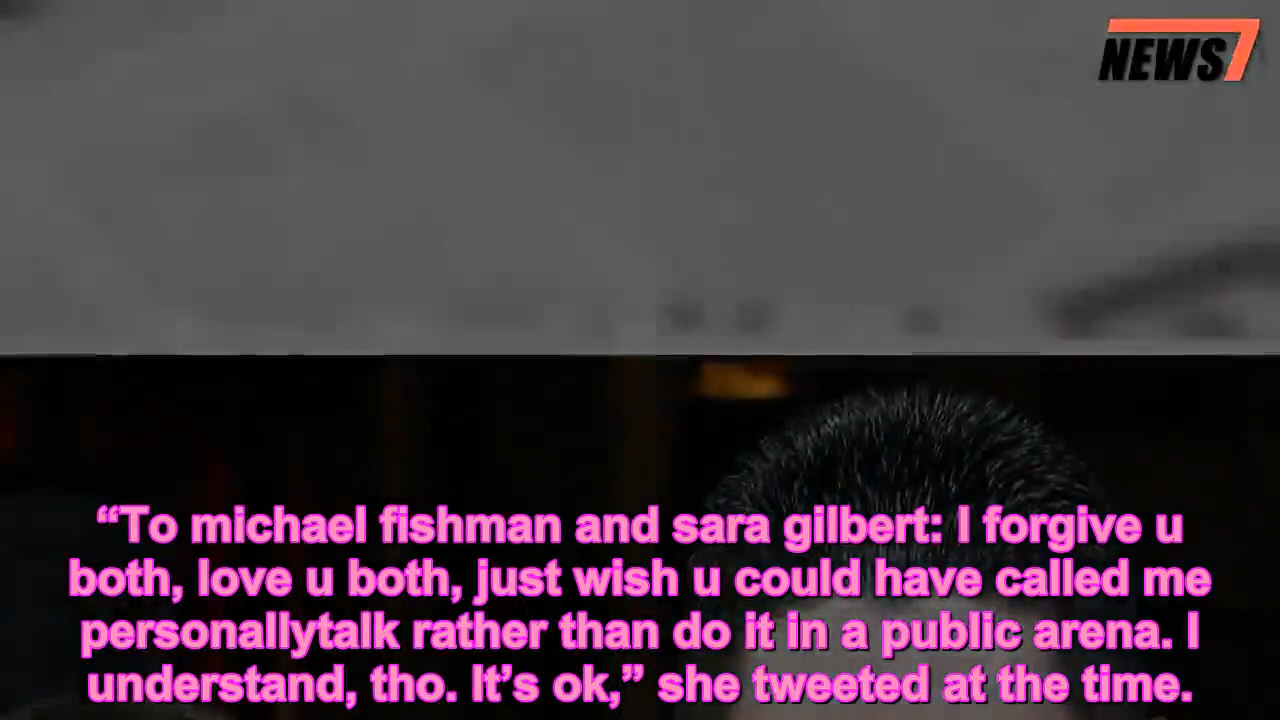 NEWS7
“To michael fishman and sara gilbert: I forgive u
both, love u both, just wish u could have called me
personallytalk rather than do it in a public arena. I
understand, tho. It’s ok,” she tweeted at the time.